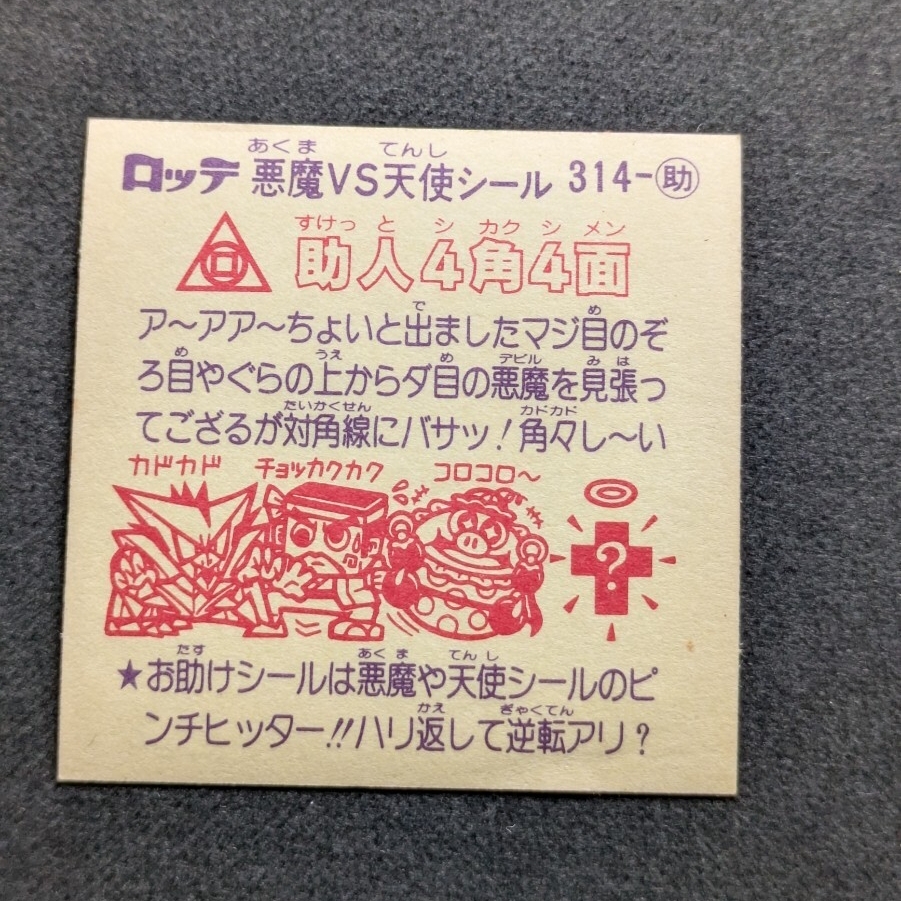 あくま てんし
ロッテ 悪魔VS天使シール 314-助
すけっ と シ カク シ メン
ロ 助人4角4面
で め
ア〜アア〜ちょいと出ましたマジ目のぞ
め うえ め デビル み は
ろ目やぐらの上からダ目の悪魔を見張っ
たいかくせん カドカド
てござるが対角線にバサッ!角々し〜い
カドカド チョッカクカク コロコロ〜
?
たす あくま てんし
★お助けシールは悪魔や天使シールのピ
かえ ぎゃくてん
ンチヒッター!!ハリ返して逆転アリ?